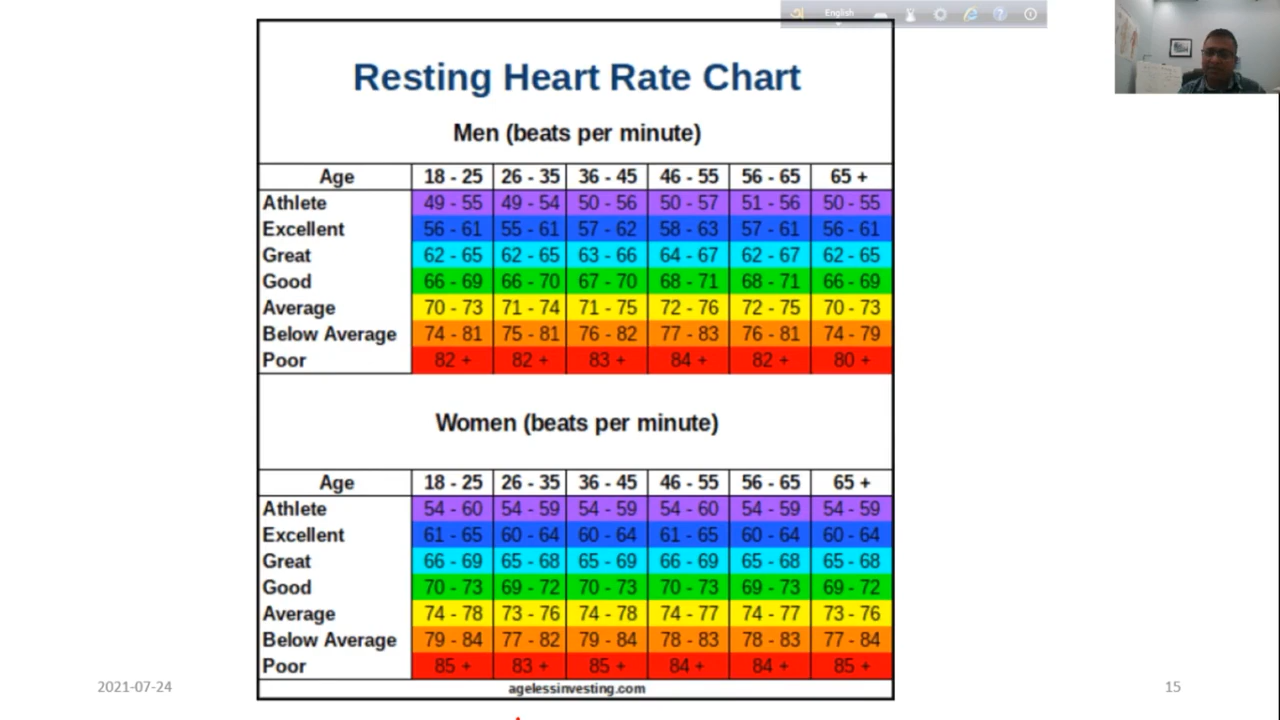 English
Resting Heart Rate Chart
Men (beats per minute)
Age 18 - 25 26 - 35 36 - 45 46 - 55 56 - 65 65 +
Athlete 49 - 55 49 - 54 50 - 56 50 - 57 51 - 56 50 - 55
Excellent 56 - 61 55 - 61 57 - 62 58 - 63 57 - 61 56 - 61
Great 62 - 65 62 - 65 63 - 66 64 - 67 62 - 67 62 - 65
Good 66 - 69 66 - 70 67 - 70 68 - 71 68 - 71 66 - 69
Average 70 - 73 71 - 74 71 - 75 72 - 76 72 - 75 70 - 73
Below Average 74 - 81 75 - 81 76 - 82 77 - 83 76 - 81 74 - 79
Poor 82 + 82 + 83 + 84 + 82 + 80 +
Women (beats per minute)
Age 18 - 25 26 - 35 36 - 45 46 - 55 56 - 65 65 +
Athlete 54 - 60 54 - 59 54 - 59 54 - 60 54 - 59 54 - 59
Excellent 61 - 65 60 - 64 60 - 64 61 - 65 60 - 64 60 - 64
Great 66 - 69 65 - 68 65 - 69 66 - 69 65 - 68 65 - 68
Good 70 - 73 69 - 72 70 - 73 70 - 73 69 - 73 69 - 72
Average 74 - 78 73 - 76 74 - 78 74 - 77 74 - 77 73 - 76
Below Average 79 - 84 77 - 82 79 - 84 78 - 83 78 - 83 77 - 84
Poor 85 + 83 + 85 + 84 + 84 + 85 +
agelessinvesting.com
2021-07-24
15